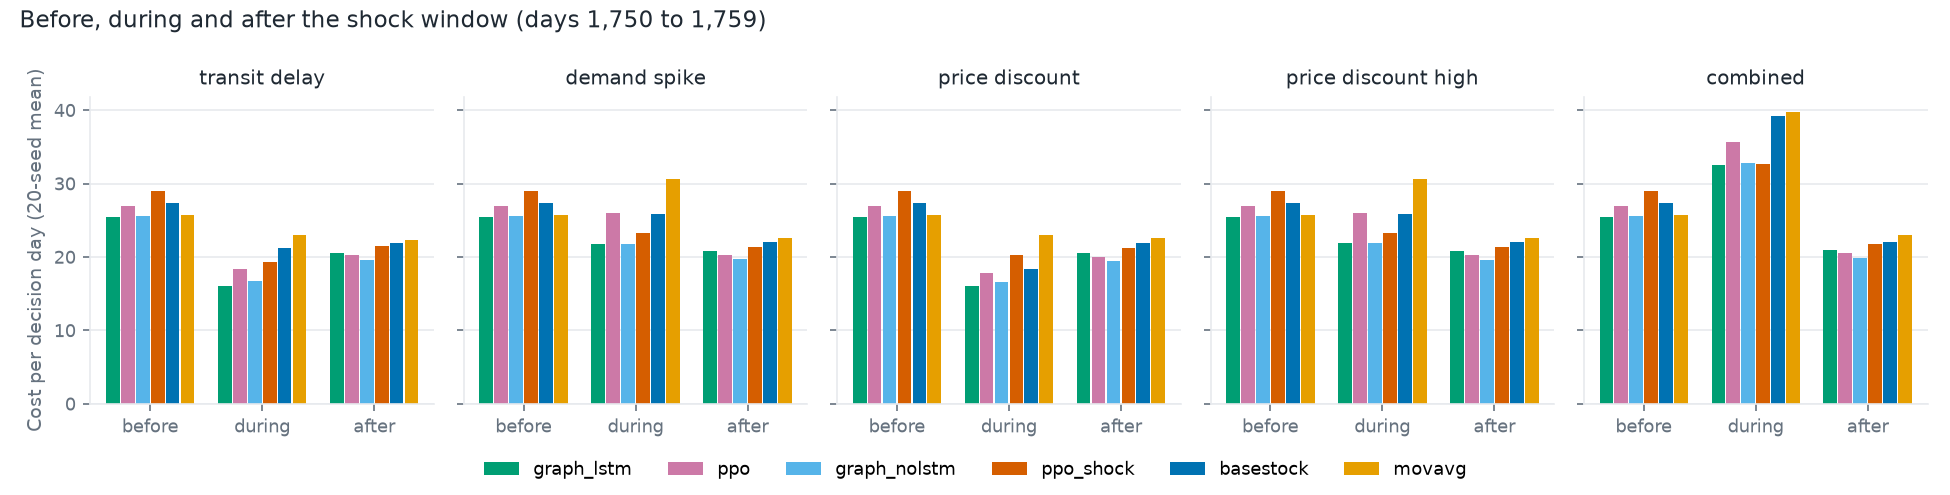 Before, during and after the shock window (days 1,750 to 1,759)
Cost per decision day (20-seed mean)
transit delay
demand spike
price discount
price discount high
combined
40
30
20
10
0
before during after
before during after
before during after
before during after
before during after
graph_lstm ppo graph_nolstm ppo_shock basestock movavg